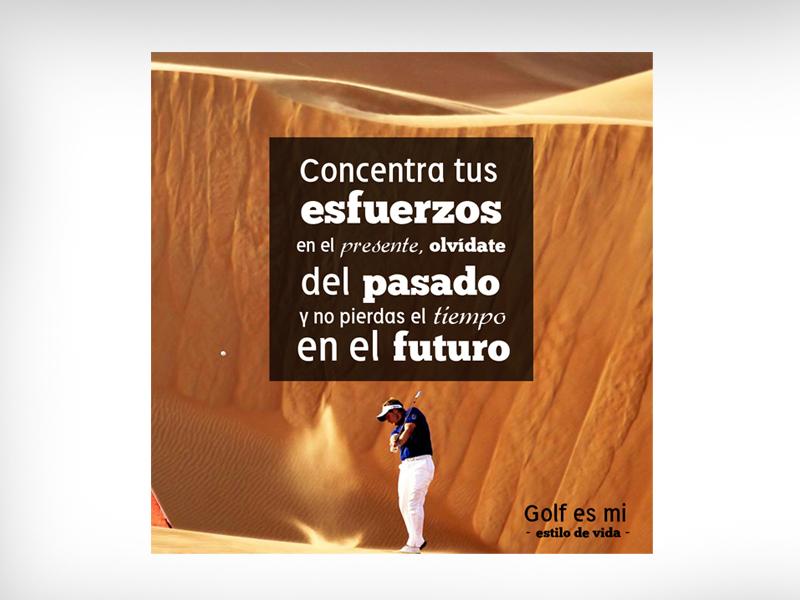 Concentra tus
esfuerzos
en el presente, olvídate
del pasado
y no pierdas el tiempo
en el futuro
Golf es mi
- estilo de vida -